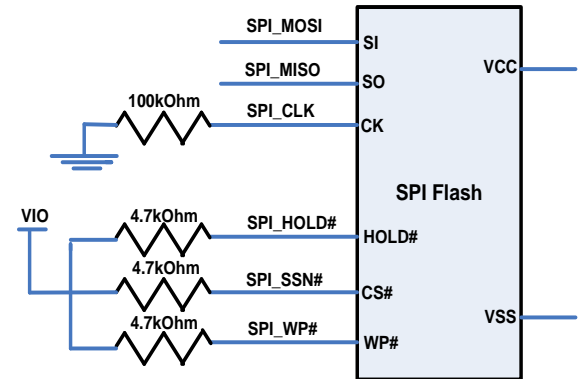 SPI_MOSI
SI
SPI_MISO
SO
VCC
100kOhm
SPI_CLK
CK
SPI Flash
VIO
4.7kOhm
SPI_HOLD#
HOLD#
4.7kOhm
SPI_SSN#
CS#
4.7kOhm
SPI_WP#
WP#
VSS